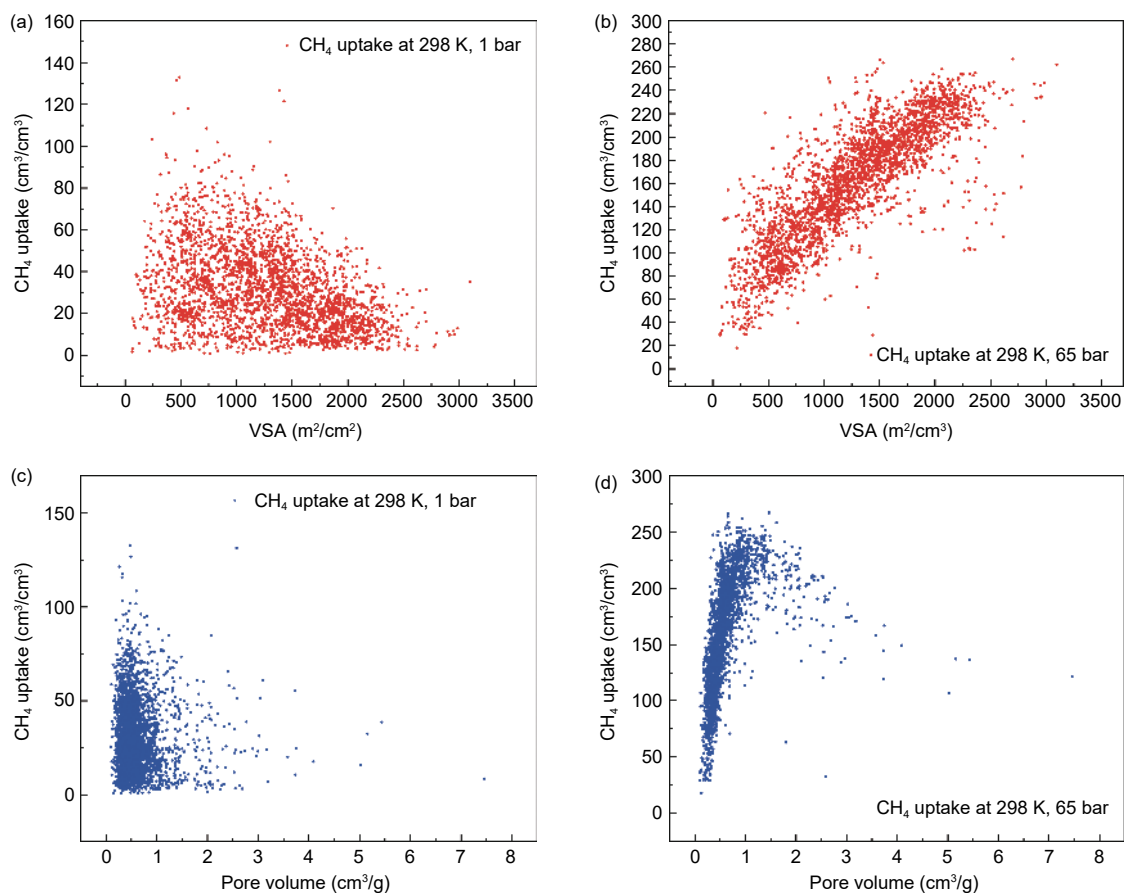 (a)
160
140
120
100
80
60
40
20
0
CH₄ uptake (cm³/cm³)
CH₄ uptake at 298 K, 1 bar
0 500 1000 1500 2000 2500 3000 3500
VSA (m²/cm²)
(b)
300
280
260
240
220
200
180
160
140
120
100
80
60
40
20
0
CH₄ uptake (cm³/cm³)
CH₄ uptake at 298 K, 65 bar
0 500 1000 1500 2000 2500 3000 3500
VSA (m²/cm³)
(c)
150
100
50
0
CH₄ uptake (cm³/cm³)
CH₄ uptake at 298 K, 1 bar
0 1 2 3 4 5 6 7 8
Pore volume (cm³/g)
(d)
300
250
200
150
100
50
0
CH₄ uptake (cm³/cm³)
CH₄ uptake at 298 K, 65 bar
0 1 2 3 4 5 6 7 8
Pore volume (cm³/g)